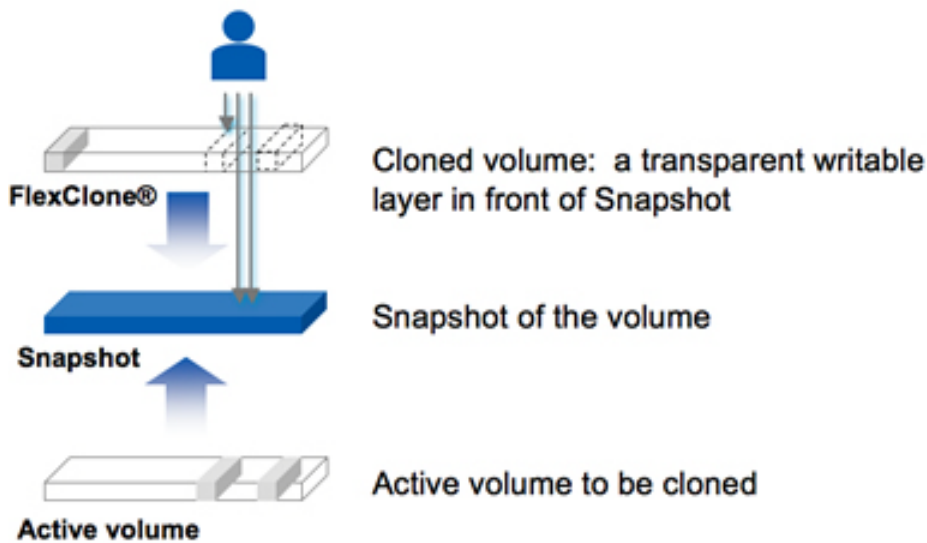 Cloned volume: a transparent writable
FlexClone®
layer in front of Snapshot
Snapshot of the volume
Snapshot
Active volume to be cloned
Active volume